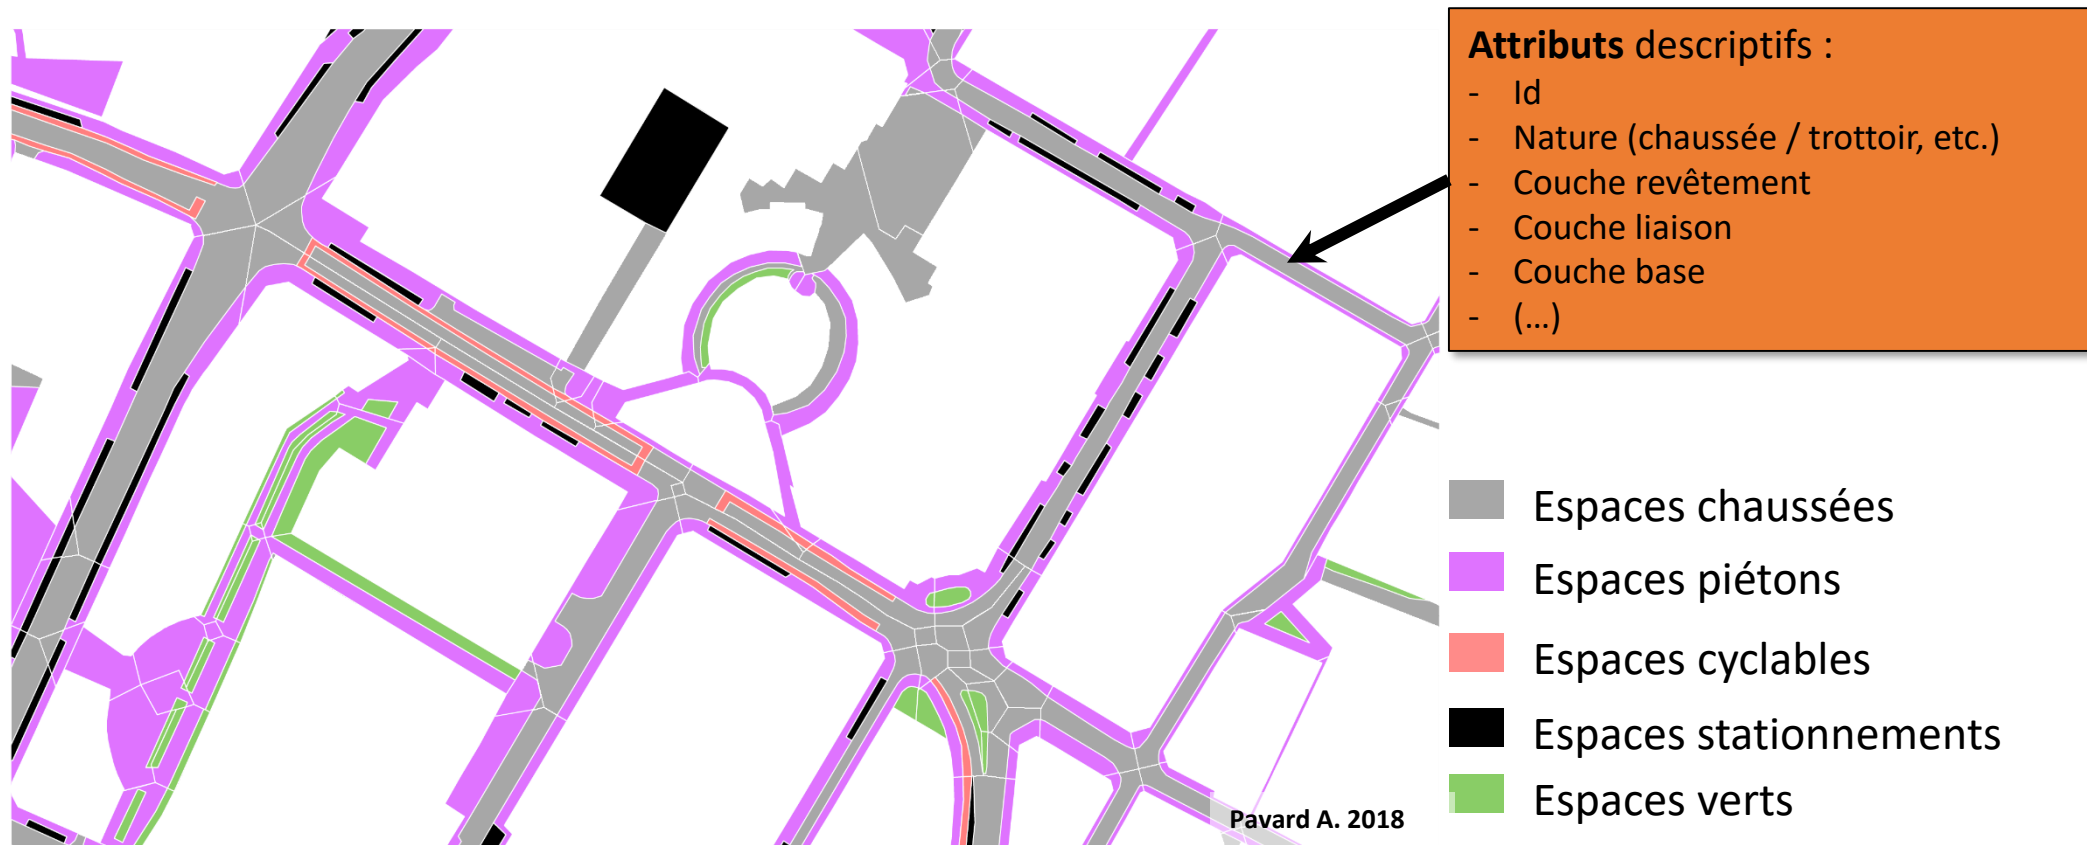 Attributs descriptifs :
- Id
- Nature (chaussée / trottoir, etc.)
- Couche revêtement
- Couche liaison
- Couche base
- (...)
Espaces chaussées
Espaces piétons
Espaces cyclables
Espaces stationnements
Espaces verts
Pavard A. 2018